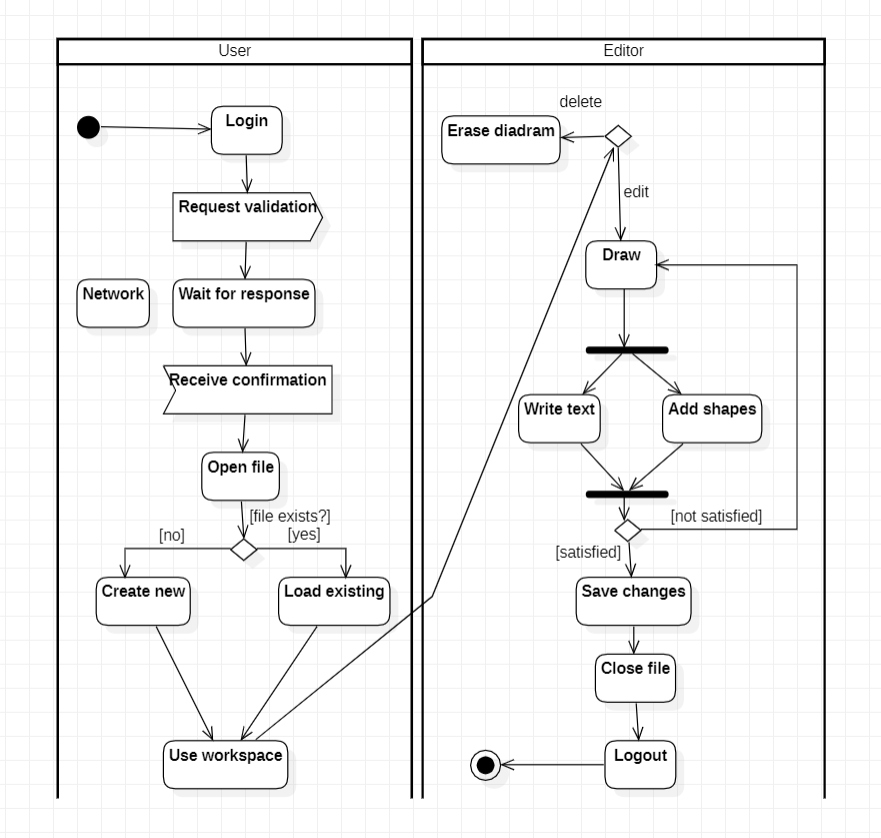 User
Editor
Login
Request validation
Network
Wait for response
Receive confirmation
Open file
[file exists?]
[no]
[yes]
Create new
Load existing
Use workspace
delete
Erase diadram
edit
Draw
Write text
Add shapes
[not satisfied]
[satisfied]
Save changes
Close file
Logout